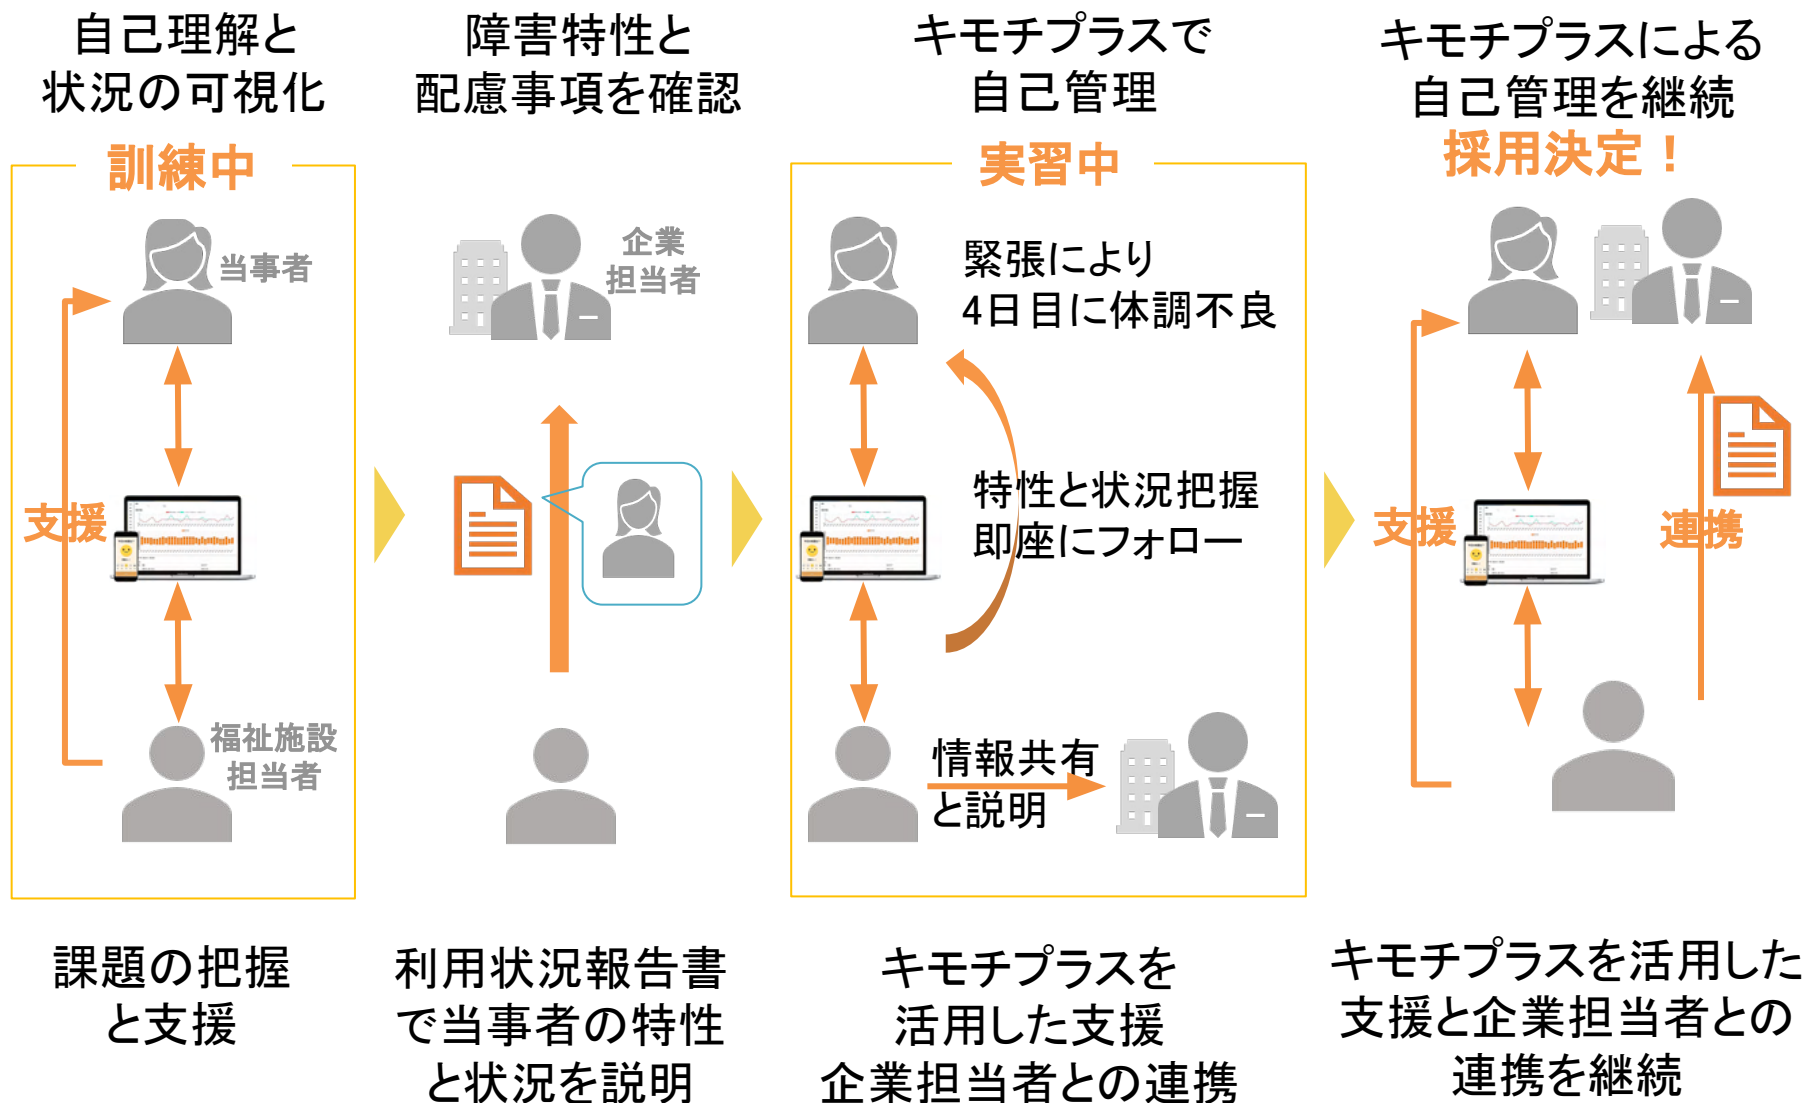 自己理解と
状況の可視化
訓練中
当事者
支援
福祉施設
担当者
課題の把握
と支援
障害特性と
配慮事項を確認
企業
担当者
利用状況報告書
で当事者の特性
と状況を説明
キモチプラスで
自己管理
実習中
緊張により
4日目に体調不良
特性と状況把握
即座にフォロー
情報共有
と説明
キモチプラスを
活用した支援
企業担当者との連携
キモチプラスによる
自己管理を継続
採用決定！
支援
連携
キモチプラスを活用した
支援と企業担当者との
連携を継続